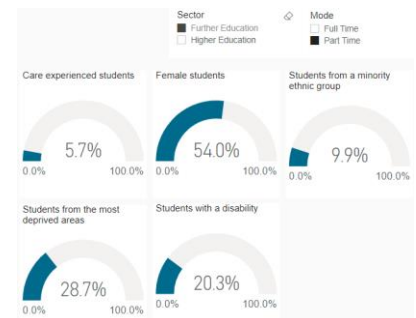 Sector
Further Education
Higher Education
Mode
Full Time
Part Time
Care experienced students
5.7%
0.0%
100.0%
Female students
54.0%
0.0%
100.0%
Students from a minority
ethnic group
9.9%
0.0%
100.0%
Students from the most
deprived areas
28.7%
0.0%
100.0%
Students with a disability
20.3%
0.0%
100.0%